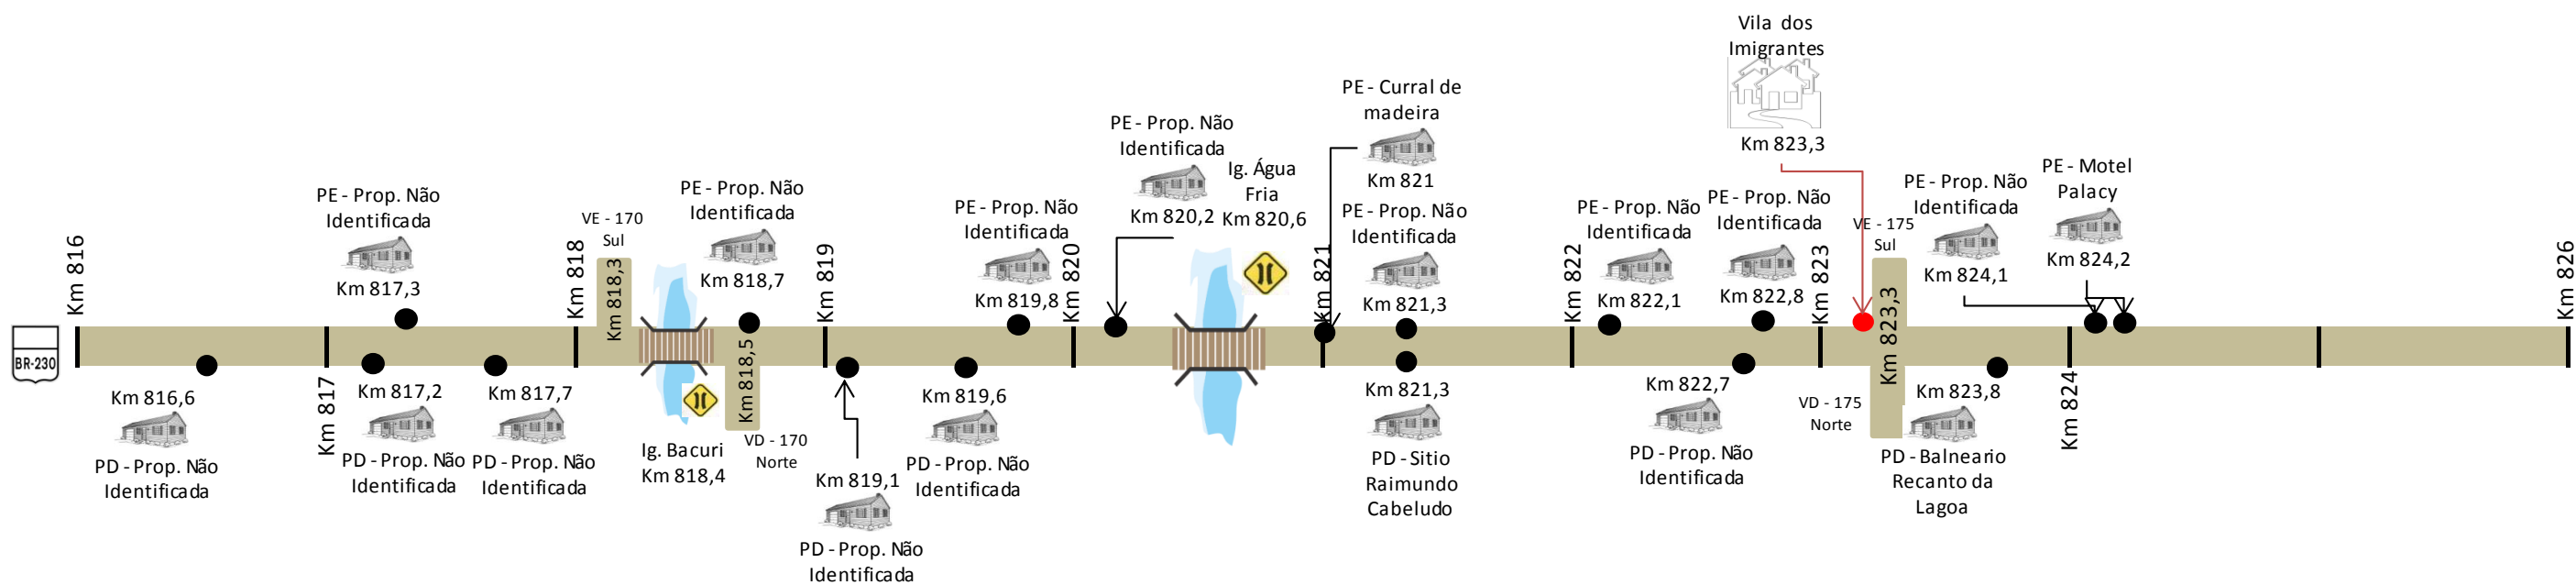 BR-230
Km 816
Km 816,6
PD - Prop. Não
Identificada
Km 817
PE - Prop. Não
Identificada
Km 817,3
Km 817,2
PD - Prop. Não
Identificada
Km 817,7
PD - Prop. Não
Identificada
Km 818
VE - 170
Sul
Km 818,3
Ig. Bacuri
Km 818,4
PE - Prop. Não
Identificada
Km 818,7
Km 818,5
VD - 170
Norte
Km 819
Km 819,1
PD - Prop. Não
Identificada
Km 819,6
PD - Prop. Não
Identificada
PE - Prop. Não
Identificada
Km 819,8
Km 820
PE - Prop. Não
Identificada
Km 820,2
Ig. Água
Fria
Km 820,6
Km 821
PE - Curral de
madeira
Km 821
PE - Prop. Não
Identificada
Km 821,3
Km 821,3
PD - Sitio
Raimundo
Cabeludo
Km 822
PE - Prop. Não
Identificada
Km 822,1
Km 822,7
PD - Prop. Não
Identificada
PE - Prop. Não
Identificada
Km 822,8
Km 823
Vila dos
Imigrantes
Km 823,3
VE - 175
Sul
Km 823,3
VD - 175
Norte
Km 823,8
PD - Balneario
Recanto da
Lagoa
Km 824
PE - Prop. Não
Identificada
Km 824,1
PE - Motel
Palacy
Km 824,2
Km 826